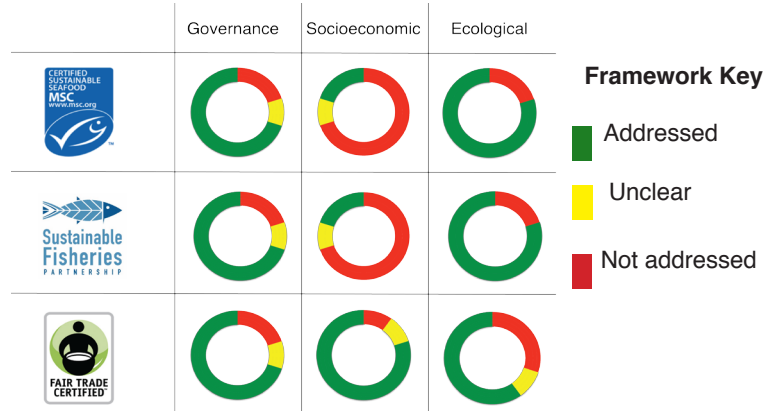 Governance
Socioeconomic
Ecological
CERTIFIED
SUSTAINABLE
SEAFOOD
MSC
www.msc.org
TM
Framework Key
Addressed
Unclear
Not addressed
Sustainable
Fisheries
PARTNERSHIP
FAIR TRADE
CERTIFIED